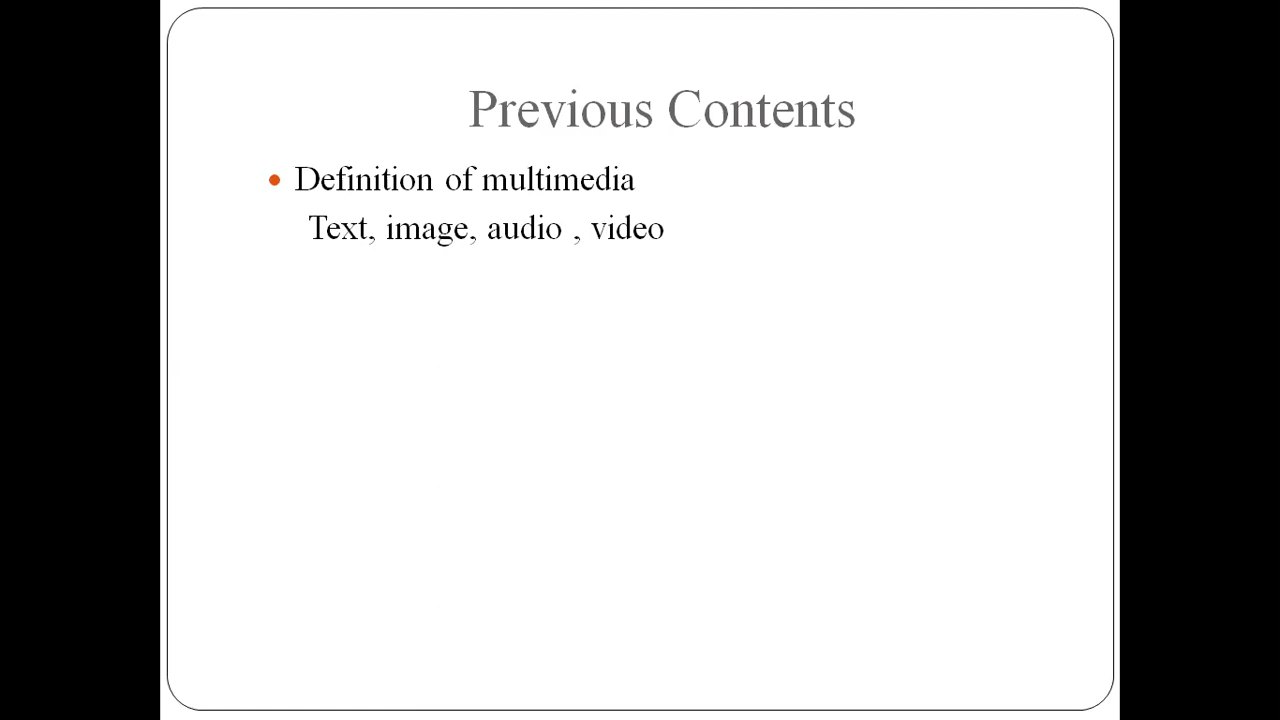 Previous Contents
Definition of multimedia
Text, image, audio , video